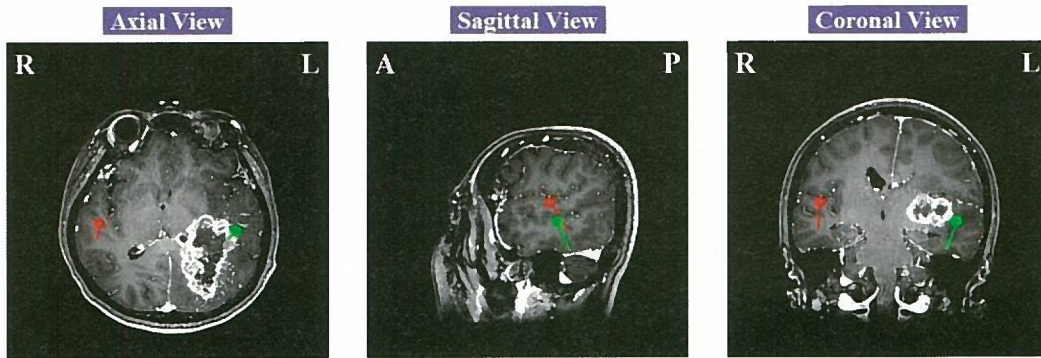 Axial View
Sagittal View
Coronal View
R L
A P
R L